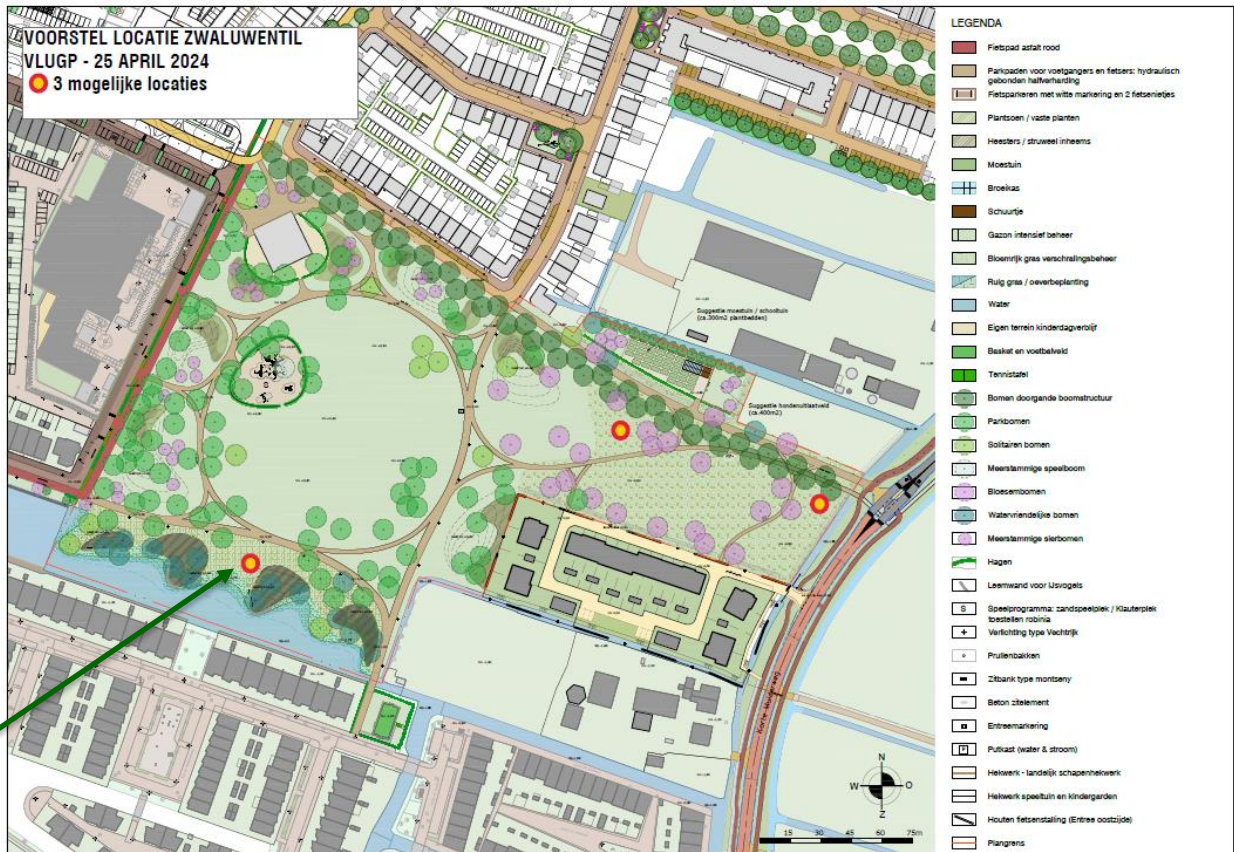 VOORSTEL LOCATIE ZWALUWENTIL
VLUGP - 25 APRIL 2024
3 mogelijke locaties
Suggestie moestuin / schooltuin
(ca.300m2 plantbedden)
Suggestie hondenuitlaatveld
(ca.400m2)
Korte Muiderweg
N
W
O
Z
15 30 45 60 75m
LEGENDA
Fietspad asfalt rood
Parkpaden voor voetgangers en fietsers: hydraulisch
gebonden halfverharding
Fietsparkeren met witte markering en 2 fietsenietjes
Plantsoen / vaste planten
Heesters / struweel inheems
Moestuin
Broeikas
Schuurtje
Gazon intensief beheer
Bloemrijk gras verschralingsbeheer
Ruig gras / oeverbeplanting
Water
Eigen terrein kinderdagverblijf
Basket en voetbalveld
Tennistafel
Bomen doorgande boomstructuur
Parkbomen
Solitairen bomen
Meerstammige speelboom
Bloesembomen
Watervriendelijke bomen
Meerstammige sierbomen
Hagen
Leemwand voor IJsvogels
S
Speelprogramma: zandspeelplek / Klauterplek
toestellen robinia
Verlichting type Vechtrijk
Prullenbakken
Zitbank type montseny
Beton zitelement
Entreemarkering
P
Putkast (water & stroom)
Hekwerk - landelijk schapenhekwerk
Hekwerk speeltuin en kindergarden
Houten fietsenstalling (Entree oostzijde)
Plangrens